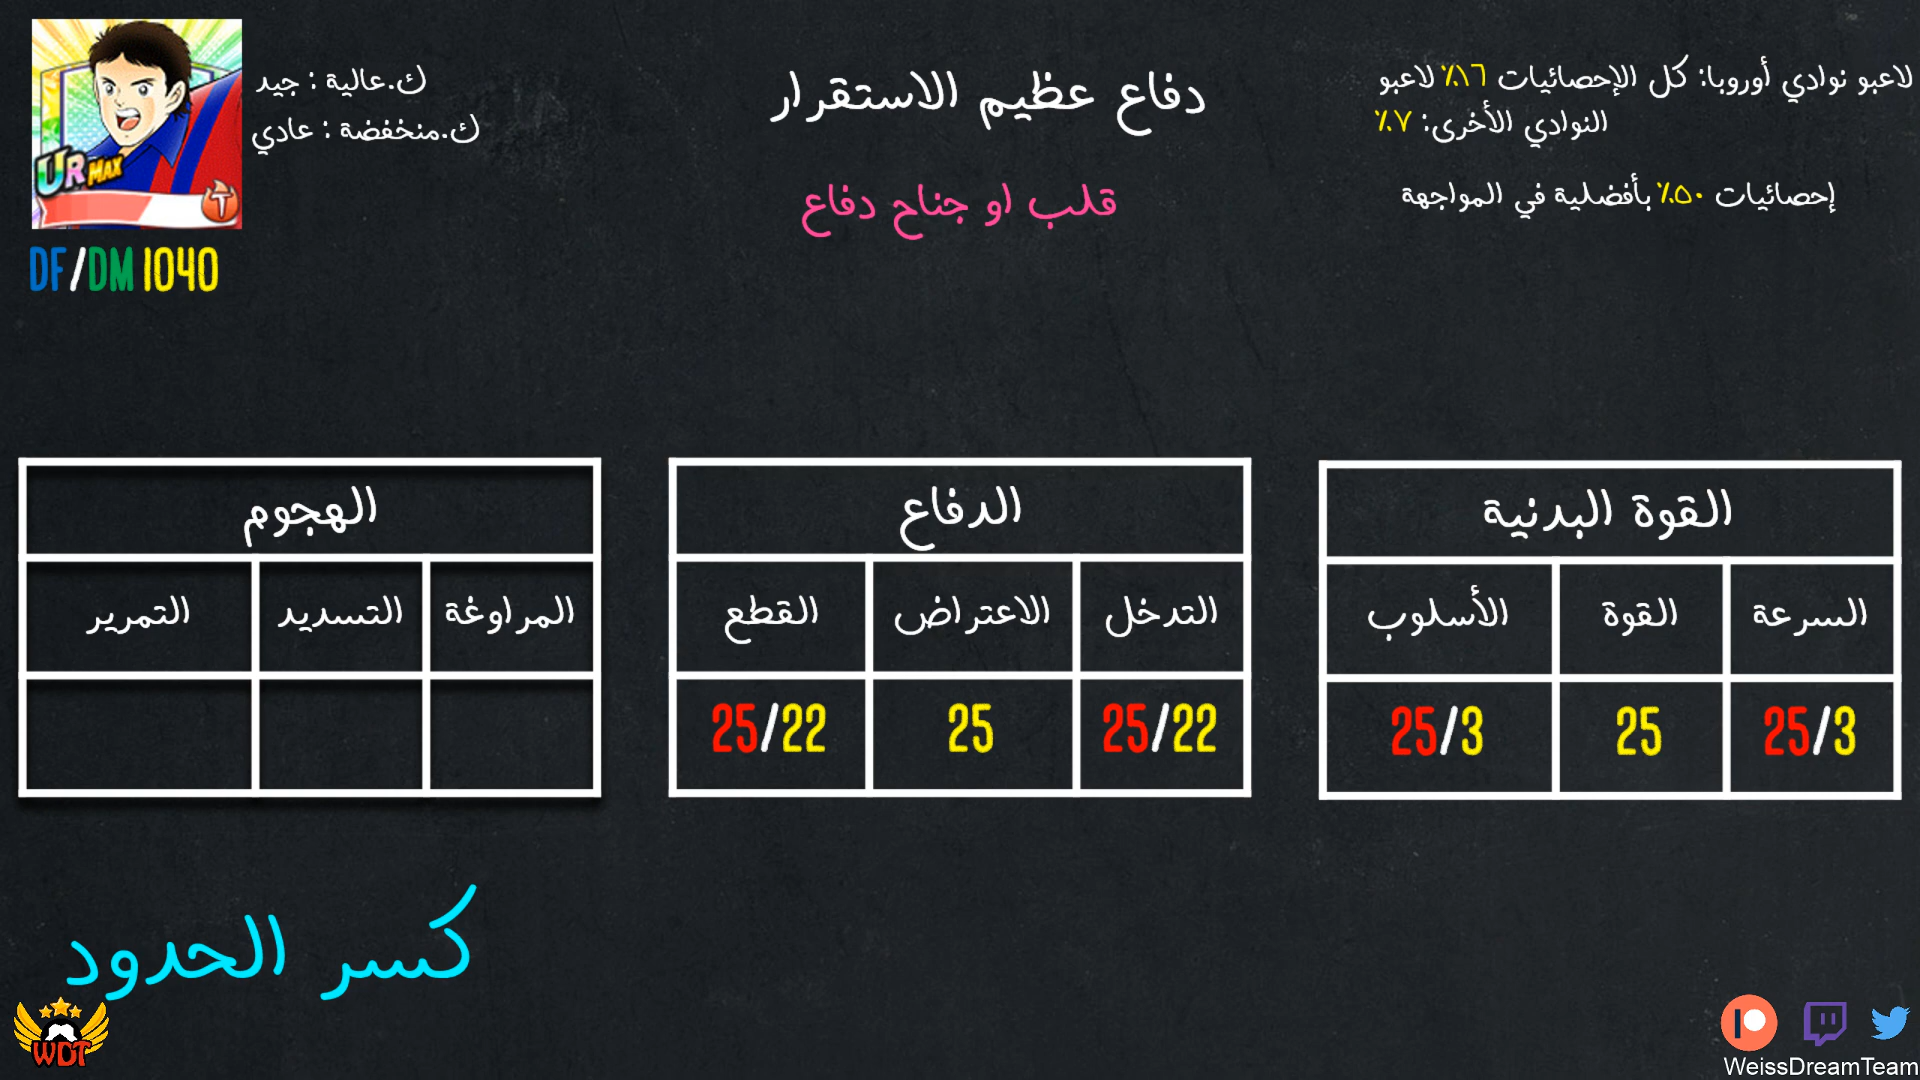 لاعبو نوادي أوروبا: كل الإحصائيات ١٦٪ لاعبو
النوادي الأخرى: ٧٪
إحصائيات ٥٠٪ بأفضلية في المواجهة
دفاع عظيم الاستقرار
قلب او جناح دفاع
ك.عالية : جيد
ك.منخفضة : عادي
UR MAX
T
DF/DM 1040
القوة البدنية
السرعة القوة الأسلوب
25/3 25 25/3
الدفاع
التدخل الاعتراض القطع
25/22 25 25/22
الهجوم
المراوغة التسديد التمرير
كسر الحدود
WDT
WeissDreamTeam